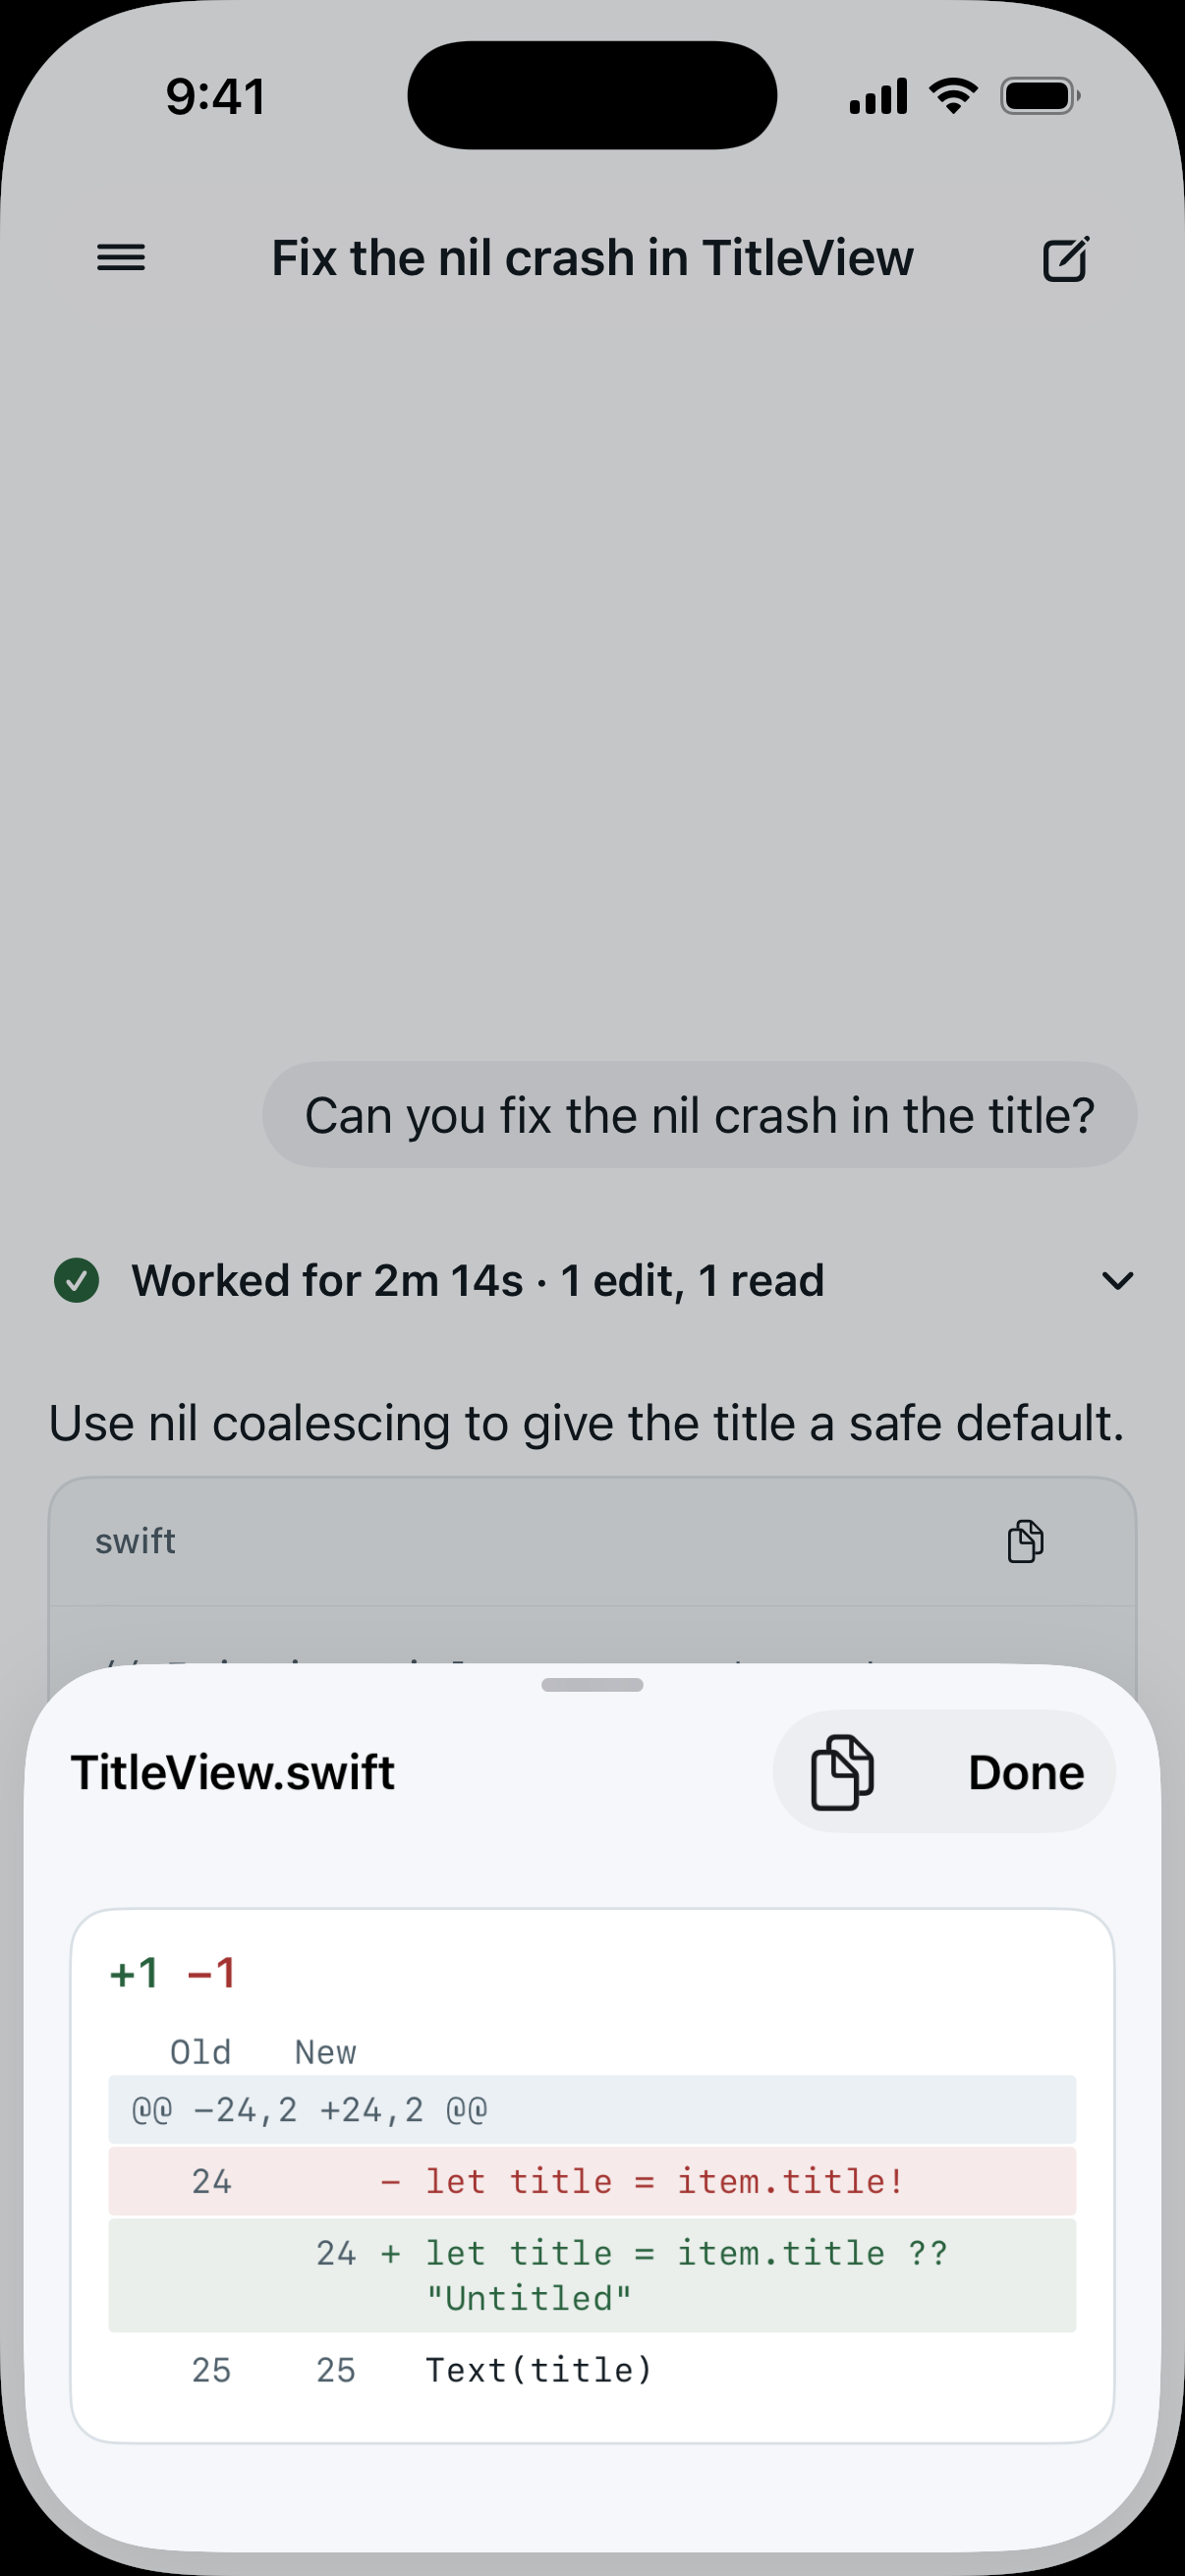 9:41
Fix the nil crash in TitleView
Can you fix the nil crash in the title?
Worked for 2m 14s · 1 edit, 1 read
Use nil coalescing to give the title a safe default.
swift
TitleView.swift
Done
+1 −1
Old New
@@ −24,2 +24,2 @@
24 − let title = item.title!
24 + let title = item.title ??
"Untitled"
25 25 Text(title)